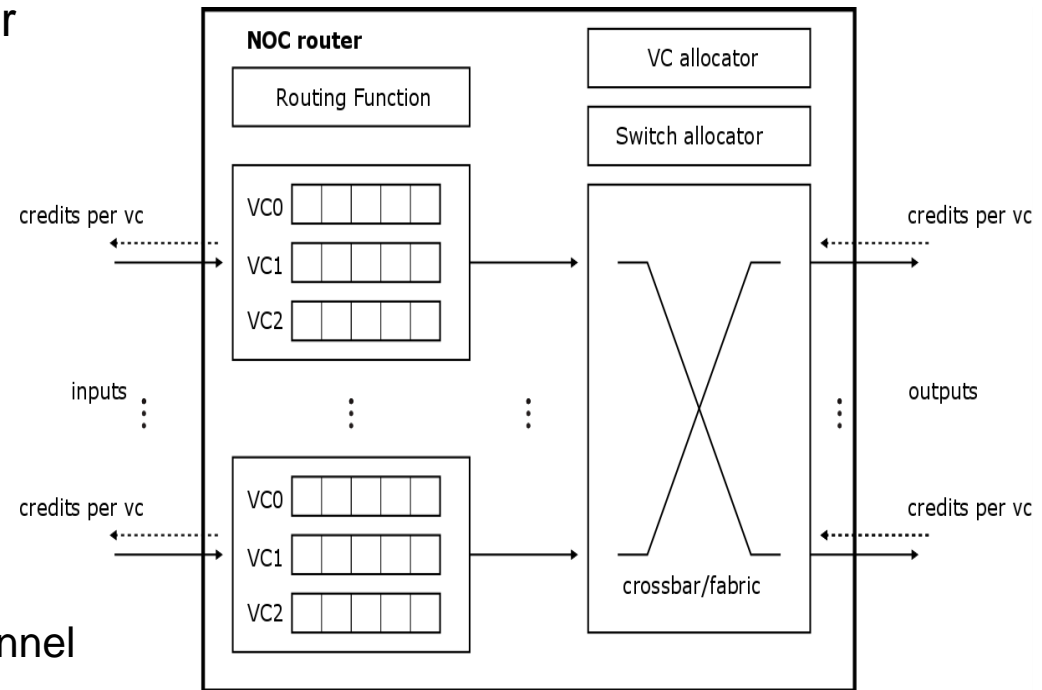 r
NOC router
Routing Function
VC allocator
Switch allocator
VC0
VC1
VC2
credits per vc
credits per vc
inputs
outputs
VC0
VC1
VC2
credits per vc
credits per vc
crossbar/fabric
nnel